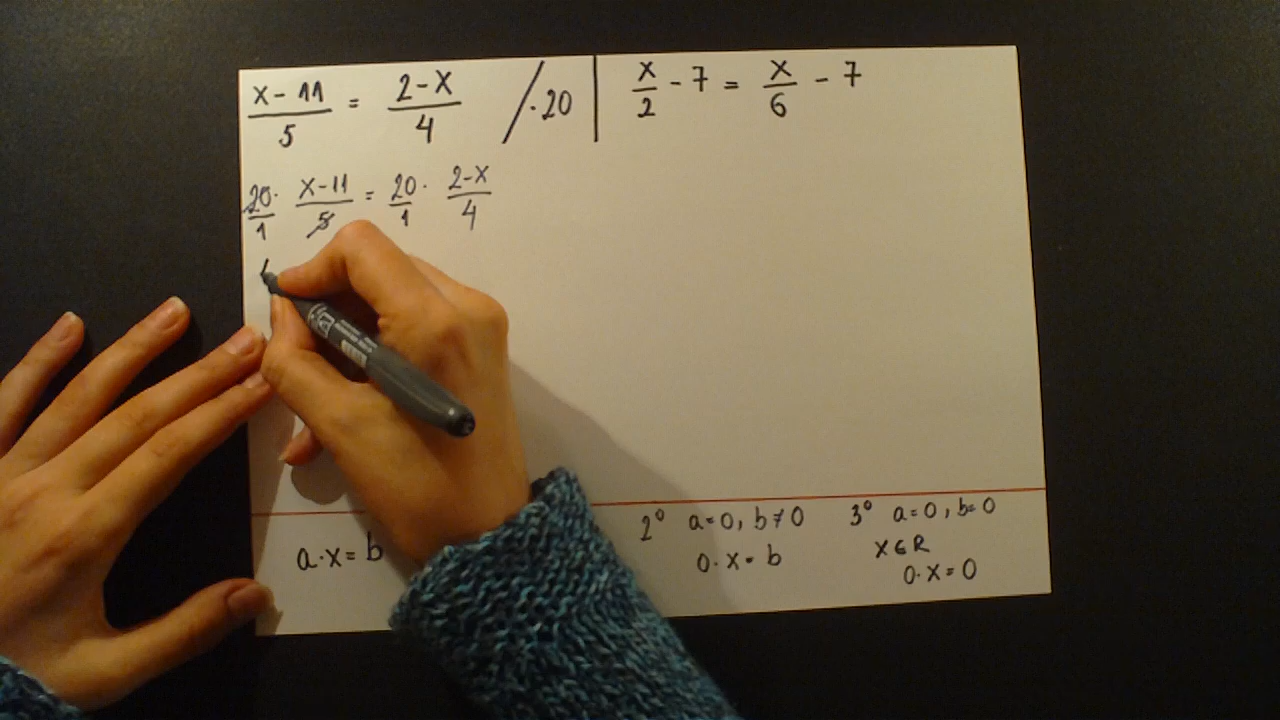 x - 11 / 5 = 2 - x / 4 / · 20
20/1 · x - 11 / 5 = 20/1 · 2 - x / 4
x/2 - 7 = x/6 - 7
a · x = b
2° a = 0, b ≠ 0
0 · x = b
3° a = 0, b = 0
x ∈ R
0 · x = 0